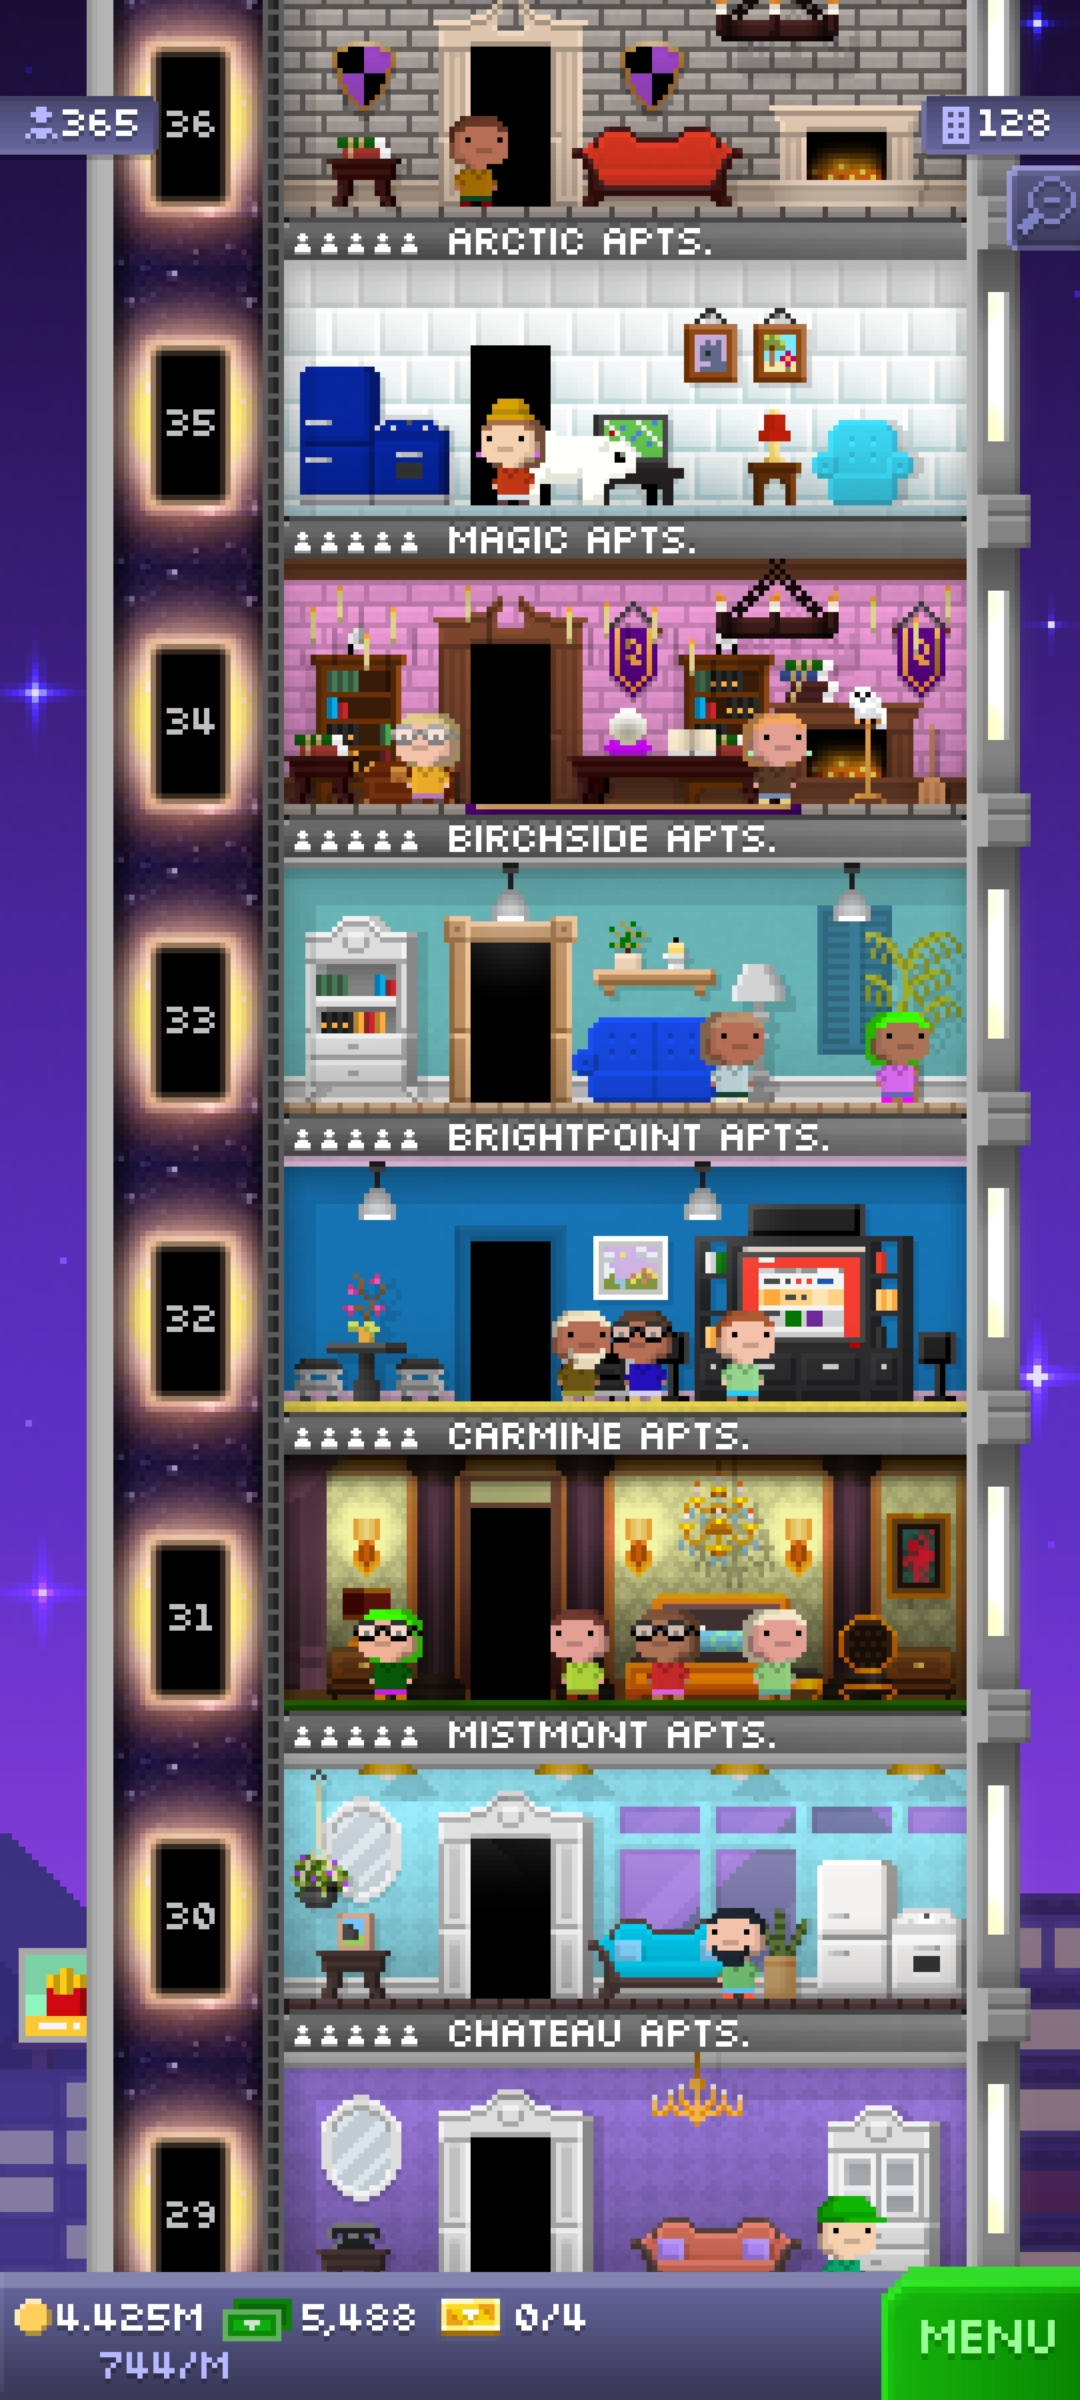 36
365
128
ARCTIC APTS.
35
MAGIC APTS.
34
BIRCHSIDE APTS.
33
BRIGHTPOINT APTS.
32
CARMINE APTS.
31
MISTMONT APTS.
30
CHATEAU APTS.
29
4.425M 5,488 0/4
744/M
MENU